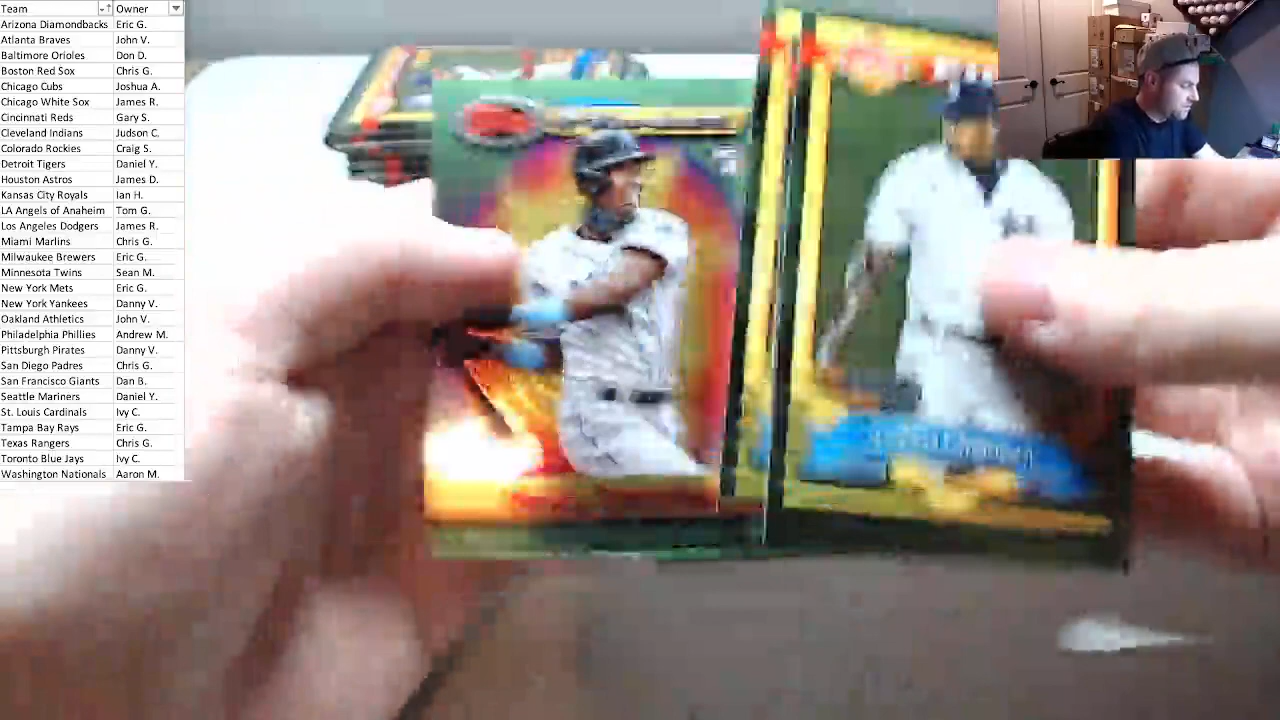 Team Owner
Arizona Diamondbacks Eric G.
Atlanta Braves John V.
Baltimore Orioles Don D.
Boston Red Sox Chris G.
Chicago Cubs Joshua A.
Chicago White Sox James R.
Cincinnati Reds Gary S.
Cleveland Indians Judson C.
Colorado Rockies Craig S.
Detroit Tigers Daniel Y.
Houston Astros James D.
Kansas City Royals Ian H.
LA Angels of Anaheim Tom G.
Los Angeles Dodgers James R.
Miami Marlins Chris G.
Milwaukee Brewers Eric G.
Minnesota Twins Sean M.
New York Mets Eric G.
New York Yankees Danny V.
Oakland Athletics John V.
Philadelphia Phillies Andrew M.
Pittsburgh Pirates Danny V.
San Diego Padres Chris G.
San Francisco Giants Dan B.
Seattle Mariners Daniel Y.
St. Louis Cardinals Ivy C.
Tampa Bay Rays Eric G.
Texas Rangers Chris G.
Toronto Blue Jays Ivy C.
Washington Nationals Aaron M.